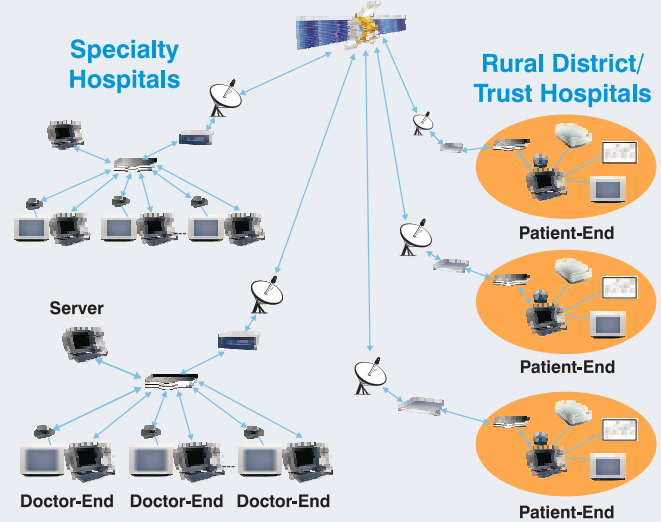 Specialty
Hospitals
Rural District/
Trust Hospitals
Patient-End
Server
Patient-End
Doctor-End Doctor-End Doctor-End
Patient-End